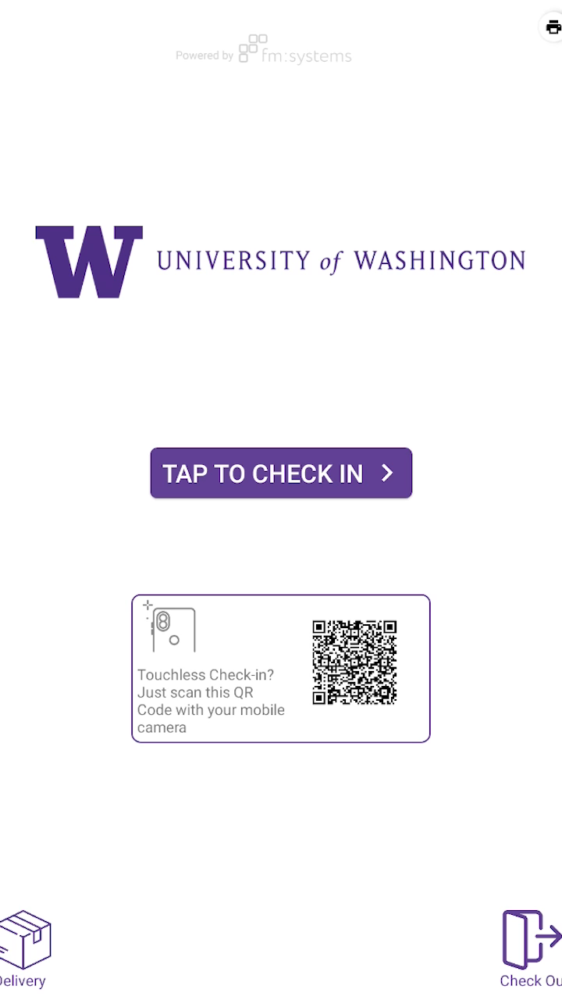 Powered by fm:systems
W UNIVERSITY of WASHINGTON
TAP TO CHECK IN
Touchless Check-in?
Just scan this QR
Code with your mobile
camera
Delivery
Check Ou